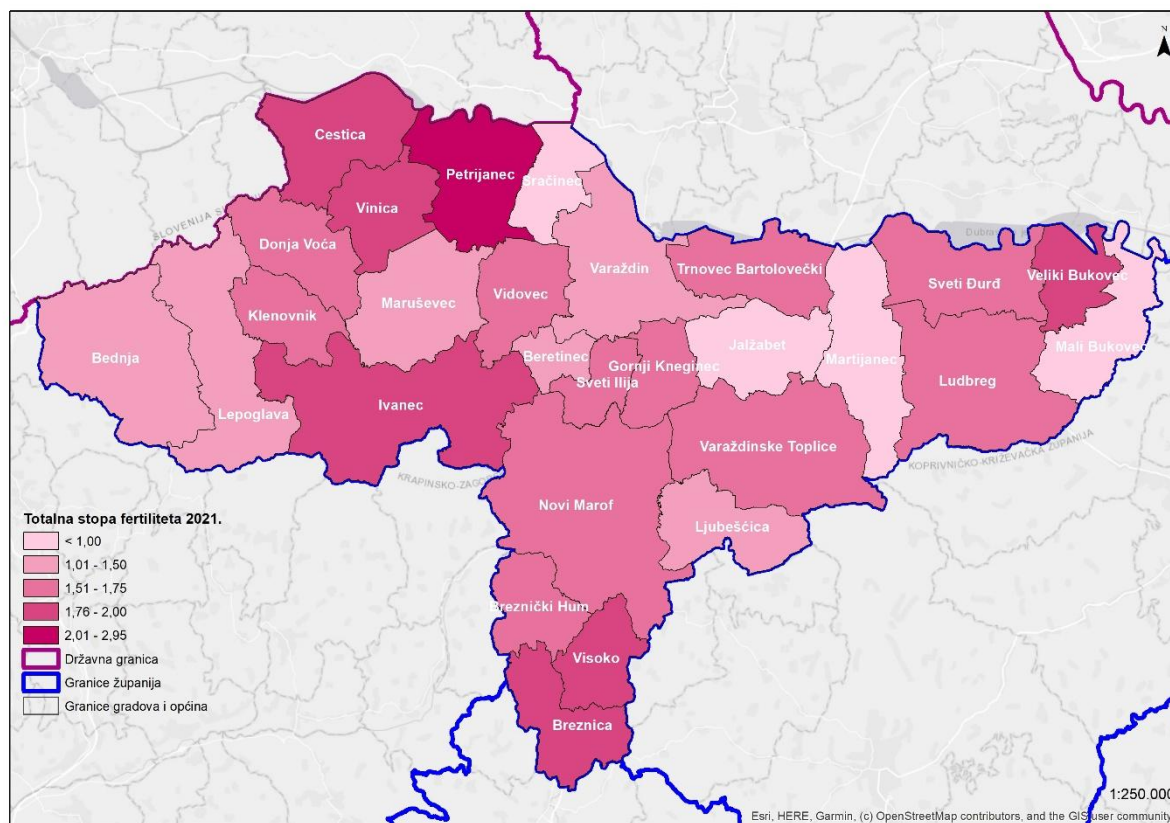 N
Cestica
Petrijanec
Sračinec
Vinica
SLOVENIJA
Donja Voća
Varaždin
Trnovec Bartolovečki
Dubra
Sveti Đurđ
Veliki Bukovec
Maruševec
Vidovec
Klenovnik
Bednja
Beretinec
Gornji Kneginec
Sveti Ilija
Jalžabet
Martijanec
Mali Bukovec
Ludbreg
Ivanec
Lepoglava
Varaždinske Toplice
KOPRIVNIČKO-KRIŽEVAČKA ŽUPANIJA
KRAPINSKO-ZAGO
Novi Marof
Ljubeščica
Breznički Hum
Visoko
Breznica
Totalna stopa fertiliteta 2021.
< 1,00
1,01 - 1,50
1,51 - 1,75
1,76 - 2,00
2,01 - 2,95
Državna granica
Granice županija
Granice gradova i općina
1:250.000
Esri, HERE, Garmin, (c) OpenStreetMap contributors, and the GIS user community